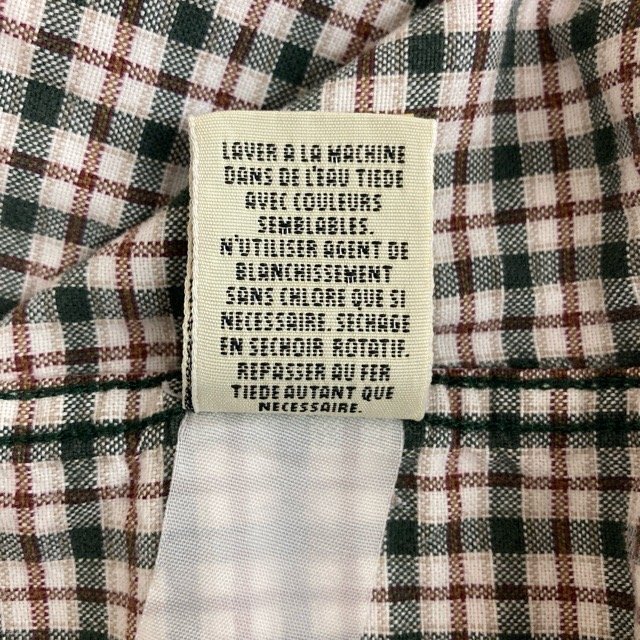 LAVER A LA MACHINE
DANS DE L'EAU TIEDE
AVEC COULEURS
SEMBLABLES.
N'UTILISER AGENT DE
BLANCHISSEMENT
SANS CHLORE QUE SI
NECESSAIRE. SECHAGE
EN SECHOIR ROTATIF.
REPASSER AU FER
TIEDE AUTANT QUE
NECESSAIRE.